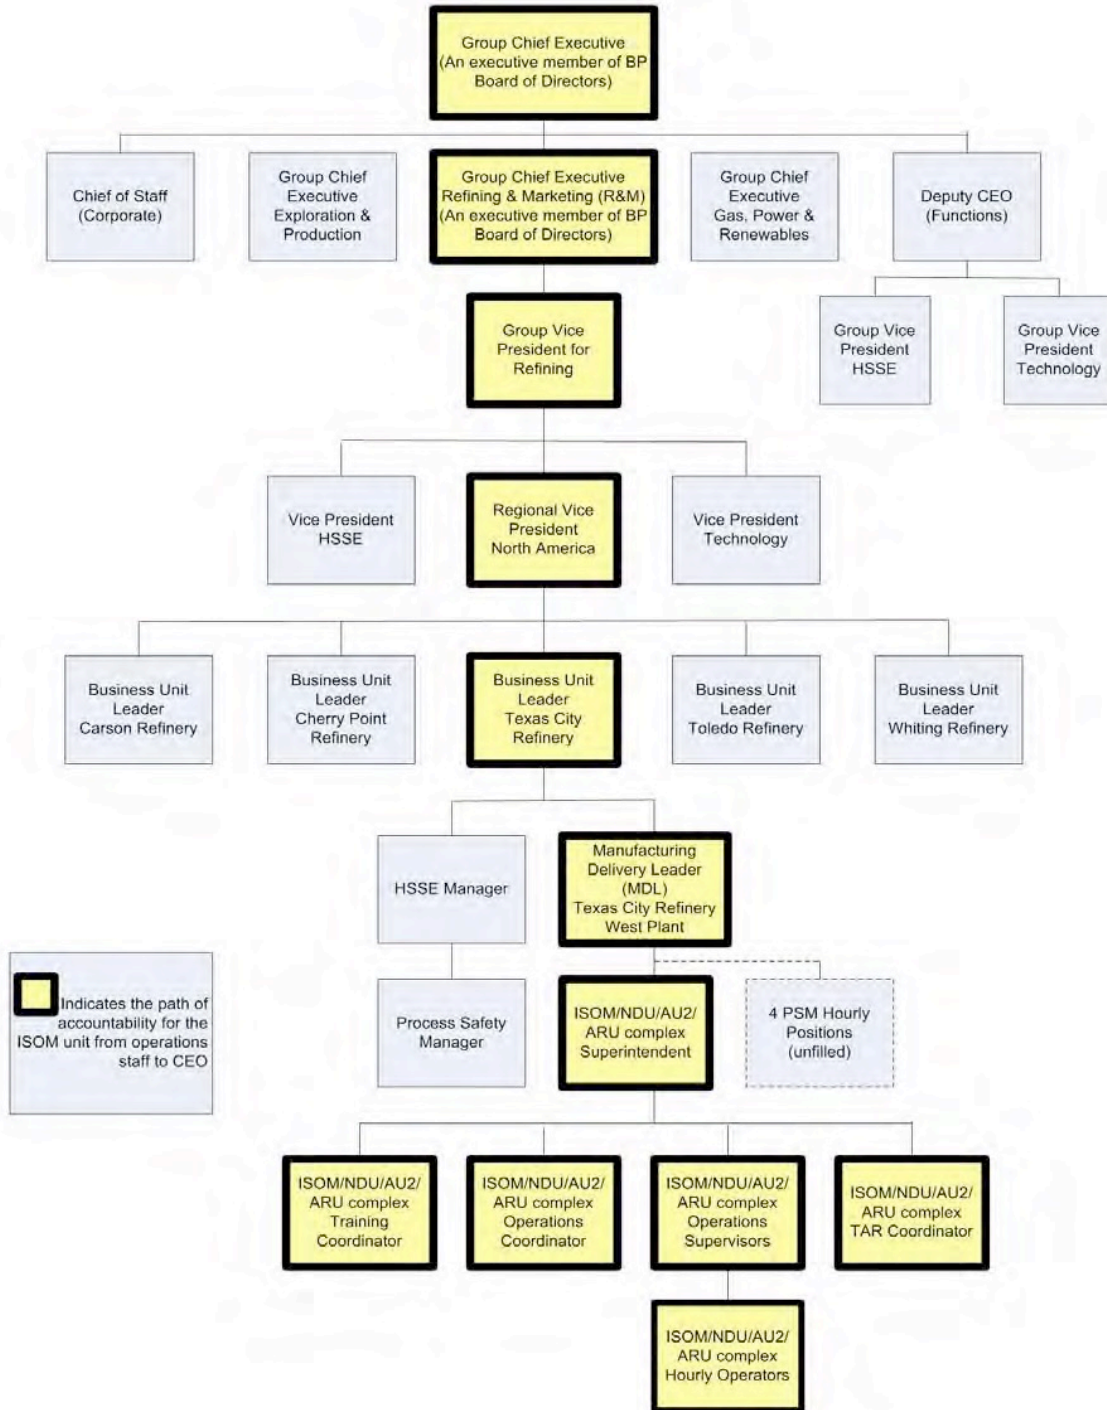 Group Chief Executive
(An executive member of BP
Board of Directors)
Chief of Staff
(Corporate)
Group Chief
Executive
Exploration &
Production
Group Chief Executive
Refining & Marketing (R&M)
(An executive member of BP
Board of Directors)
Group Chief
Executive
Gas, Power &
Renewables
Deputy CEO
(Functions)
Group Vice
President for
Refining
Group Vice
President
HSSE
Group Vice
President
Technology
Vice President
HSSE
Regional Vice
President
North America
Vice President
Technology
Business Unit
Leader
Carson Refinery
Business Unit
Leader
Cherry Point
Refinery
Business Unit
Leader
Texas City
Refinery
Business Unit
Leader
Toledo Refinery
Business Unit
Leader
Whiting Refinery
HSSE Manager
Manufacturing
Delivery Leader
(MDL)
Texas City Refinery
West Plant
Indicates the path of
accountability for the
ISOM unit from operations
staff to CEO
Process Safety
Manager
ISOM/NDU/AU2/
ARU complex
Superintendent
4 PSM Hourly
Positions
(unfilled)
ISOM/NDU/AU2/
ARU complex
Training
Coordinator
ISOM/NDU/AU2/
ARU complex
Operations
Coordinator
ISOM/NDU/AU2/
ARU complex
Operations
Supervisors
ISOM/NDU/AU2/
ARU complex
TAR Coordinator
ISOM/NDU/AU2/
ARU complex
Hourly Operators